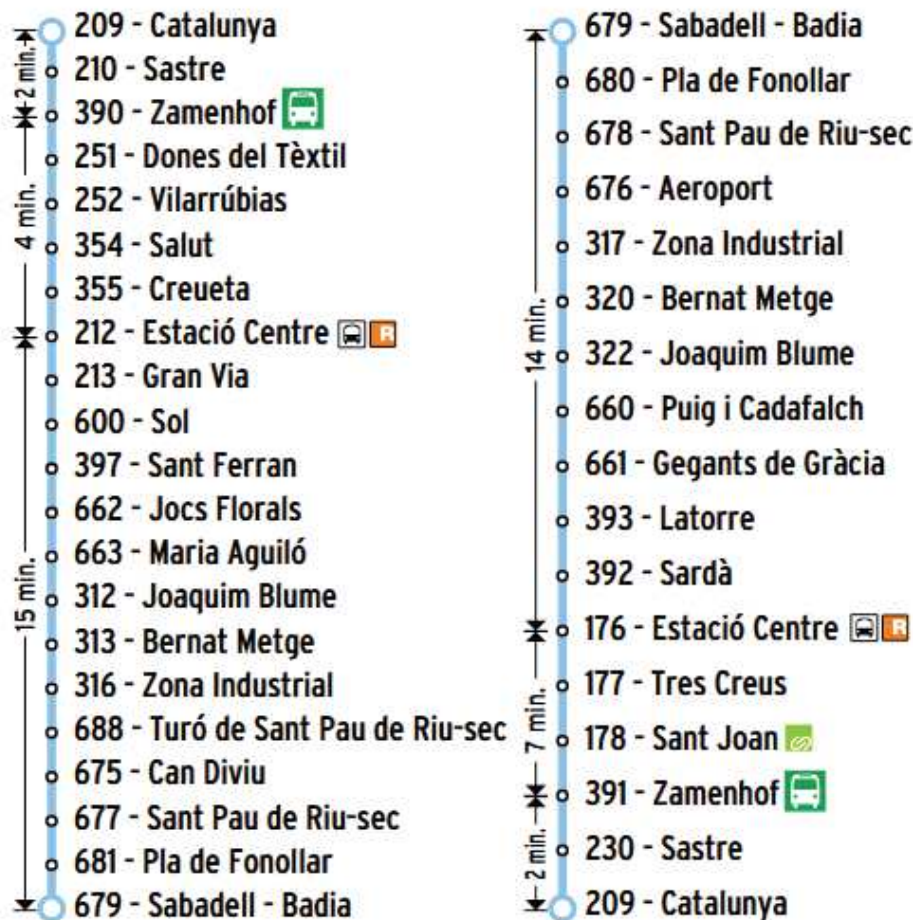 209 - Catalunya
210 - Sastre
390 - Zamenhof
251 - Dones del Tèxtil
252 - Vilarrúbias
354 - Salut
355 - Creueta
212 - Estació Centre R
213 - Gran Via
600 - Sol
397 - Sant Ferran
662 - Jocs Florals
663 - Maria Aguiló
312 - Joaquim Blume
313 - Bernat Metge
316 - Zona Industrial
688 - Turó de Sant Pau de Riu-sec
675 - Can Diviu
677 - Sant Pau de Riu-sec
681 - Pla de Fonollar
679 - Sabadell - Badia
2 min.
4 min.
15 min.
679 - Sabadell - Badia
680 - Pla de Fonollar
678 - Sant Pau de Riu-sec
676 - Aeroport
317 - Zona Industrial
320 - Bernat Metge
322 - Joaquim Blume
660 - Puig i Cadafalch
661 - Gegants de Gràcia
393 - Latorre
392 - Sardà
176 - Estació Centre R
177 - Tres Creus
178 - Sant Joan
391 - Zamenhof
230 - Sastre
209 - Catalunya
14 min.
7 min.
2 min.